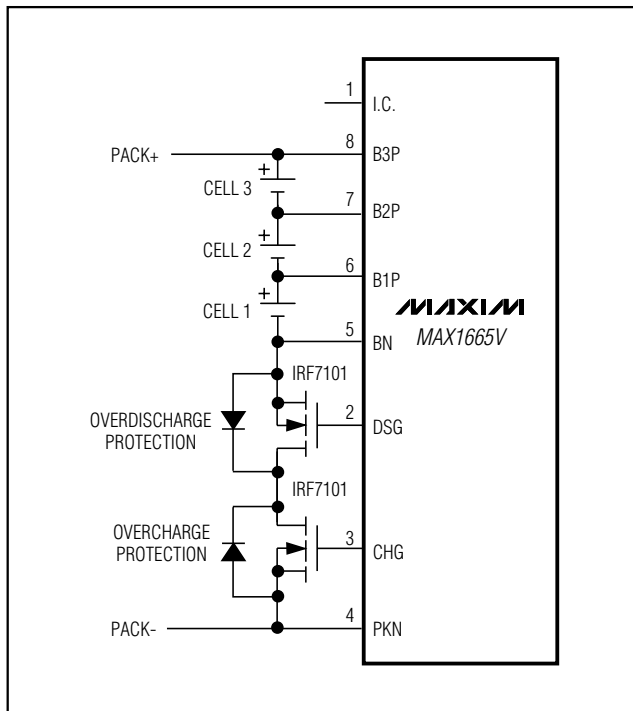 1
I.C.
PACK+
8
B3P
+
CELL 3
7
B2P
+
CELL 2
6
B1P
+
CELL 1
MAXIM
MAX1665V
5
BN
IRF7101
OVERDISCHARGE
PROTECTION
2
DSG
IRF7101
OVERCHARGE
PROTECTION
3
CHG
PACK-
4
PKN